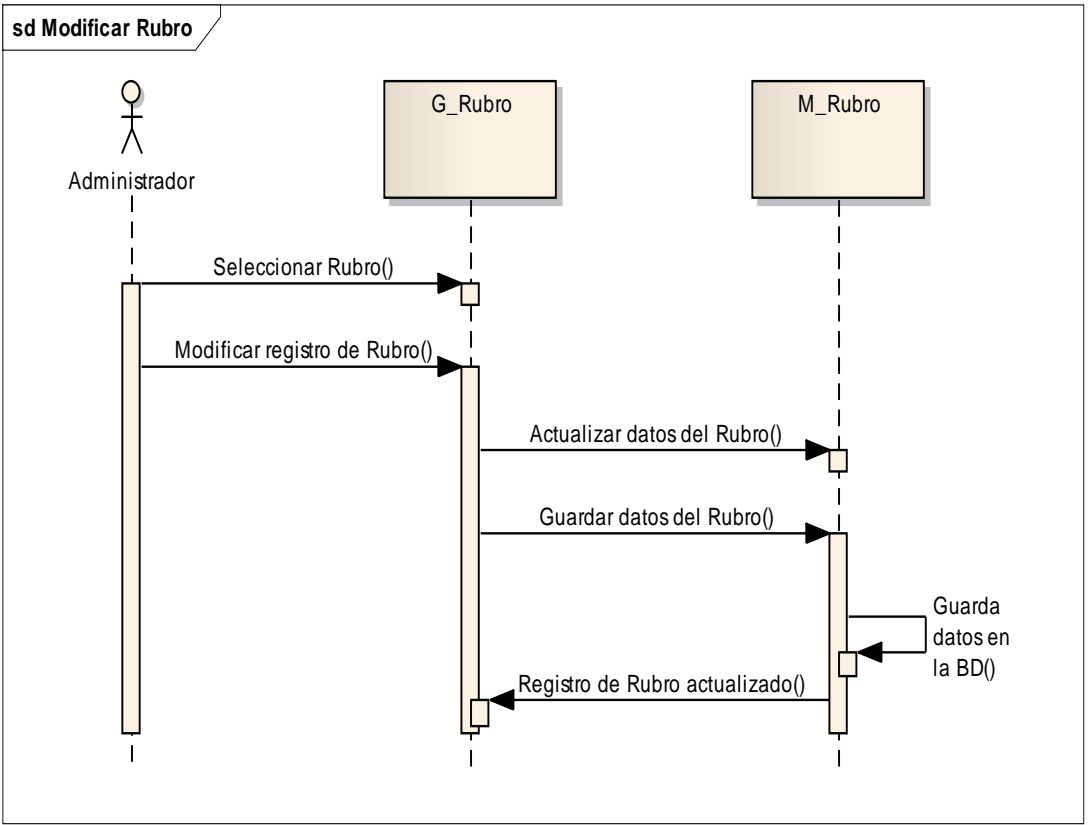 sd Modificar Rubro
G_Rubro
M_Rubro
Administrador
Seleccionar Rubro()
Modificar registro de Rubro()
Actualizar datos del Rubro()
Guardar datos del Rubro()
Guarda
datos en
la BD()
Registro de Rubro actualizado()